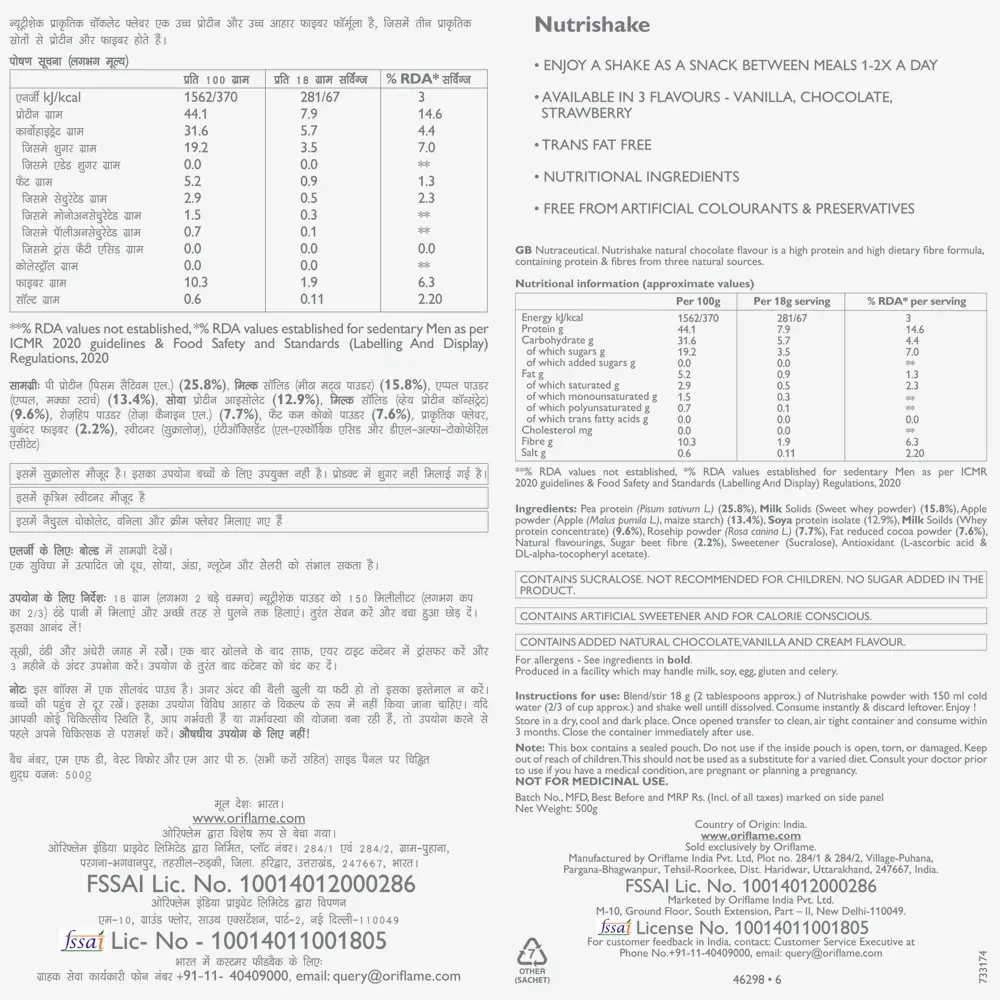 न्यूट्रीशेक प्राकृतिक चॉकलेट फ्लेवर एक उच्च प्रोटीन और उच्च आहार फाइबर फॉर्मूला है, जिसमें तीन प्राकृतिक
स्रोतों से प्रोटीन और फाइबर होते हैं।
पोषण सूचना (लगभग मूल्य)
प्रति 100 ग्राम प्रति 18 ग्राम सर्विन्ज % RDA* सर्विन्ज
एनर्जी kJ/kcal 1562/370 281/67 3
प्रोटीन ग्राम 44.1 7.9 14.6
कार्बोहाइड्रेट ग्राम 31.6 5.7 4.4
जिसमे शुगर ग्राम 19.2 3.5 7.0
जिसमे एडेड शुगर ग्राम 0.0 0.0 **
फैट ग्राम 5.2 0.9 1.3
जिसमे सेचुरेटेड ग्राम 2.9 0.5 2.3
जिसमे मोनोअनसेचुरेटेड ग्राम 1.5 0.3 **
जिसमे पॅालीअनसेचुरेटेड ग्राम 0.7 0.1 **
जिसमे ट्रांस फैटी एसिड ग्राम 0.0 0.0 0.0
कोलेस्ट्रॉल ग्राम 0.0 0.0 **
फाइबर ग्राम 10.3 1.9 6.3
सॉल्ट ग्राम 0.6 0.11 2.20
**% RDA values not established, *% RDA values established for sedentary Men as per
ICMR 2020 guidelines & Food Safety and Standards (Labelling And Display)
Regulations, 2020
सामग्रीः पी प्रोटीन (पिसम सैटिवम एल.) (25.8%), मिल्क सॉलिड (मीठा मट्ठा पाउडर) (15.8%), एप्पल पाउडर
(एप्पल, मक्का स्टार्च) (13.4%), सोया प्रोटीन आइसोलेट (12.9%), मिल्क सॉलिड (व्हेय प्रोटीन कॉन्संट्रेट)
(9.6%), रोज़हिप पाउडर (रोज़ा कैनाइन एल.) (7.7%), फैट कम कोको पाउडर (7.6%), प्राकृतिक फ्लेवर,
चुकंदर फाइबर (2.2%), स्वीटनर (सुक्रालोज़), एंटीऑक्सिडेंट (एल-एस्कॉर्बिक एसिड और डीएल-अल्फा-टोकोफेरिल
एसीटेट)
इसमें सुक्रालोस मौजूद है। इसका उपयोग बच्चों के लिए उपयुक्त नहीं है। प्रोडक्ट में शुगर नहीं मिलाई गई है।
इसमें कृत्रिम स्वीटनर मौजूद है
इसमें नैचुरल चोकोलेट, वनिला और क्रीम फ्लेवर मिलाए गए हैं
एलर्जी के लिएः बोल्ड में सामग्री देखें।
एक सुविधा में उत्पादित जो दूध, सोया, अंडा, ग्लूटेन और सेलरी को संभाल सकता है।
उपयोग के लिए निर्देशः 18 ग्राम (लगभग 2 बड़े चम्मच) न्यूट्रीशेक पाउडर को 150 मिलीलीटर (लगभग कप
का 2/3) ठंडे पानी में मिलाएं और अच्छी तरह से घुलने तक हिलाएं। तुरंत सेवन करें और बचा हुआ छोड़ दें।
इसका आनंद लें!
सूखी, ठंडी और अंधेरी जगह में रखें। एक बार खोलने के बाद साफ, एयर टाइट कंटेनर में ट्रांसफर करें और
3 महीने के अंदर उपभोग करें। उपयोग के तुरंत बाद कंटेनर को बंद कर दें।
नोटः इस बॉक्स में एक सीलबंद पाउच है। अगर अंदर की थैली खुली या फटी हो तो इसका इस्तेमाल न करें।
बच्चों की पहुंच से दूर रखें। इसका उपयोग विविध आहार के विकल्प के रूप में नहीं किया जाना चाहिए। यदि
आपकी कोई चिकित्सीय स्थिति है, आप गर्भवती हैं या गर्भावस्था की योजना बना रही हैं, तो उपयोग करने से
पहले अपने चिकित्सक से परामर्श करें। औषधीय उपयोग के लिए नहीं!
बैच नंबर, एम एफ डी, बेस्ट बिफोर और एम आर पी रु. (सभी करों सहित) साइड पैनल पर चिह्नित
शुद्ध वजनः 500g
मूल देशः भारत।
www.oriflame.com
ओरिफ्लेम द्वारा विशेष रूप से बेचा गया।
ओरिफ्लेम इंडिया प्राइवेट लिमिटेड द्वारा निर्मित, प्लॉट नंबर। 284/1 एवं 284/2, ग्राम-पुहाना,
परगना-भगवानपुर, तहसील-रुड़की, जिला. हरिद्वार, उत्तराखंड, 247667, भारत।
FSSAI Lic. No. 10014012000286
ओरिफ्लेम इंडिया प्राइवेट लिमिटेड द्वारा विपणन
एम-10, ग्राउंड फ्लोर, साउथ एक्सटेंशन, पार्ट-2, नई दिल्ली-110049
fssai Lic- No - 10014011001805
भारत में कस्टमर फीडबैक के लिएः
ग्राहक सेवा कार्यकारी फोन नंबर +91-11- 40409000, email: query@oriflame.com
Nutrishake
• ENJOY A SHAKE AS A SNACK BETWEEN MEALS 1-2X A DAY
• AVAILABLE IN 3 FLAVOURS - VANILLA, CHOCOLATE,
STRAWBERRY
• TRANS FAT FREE
• NUTRITIONAL INGREDIENTS
• FREE FROM ARTIFICIAL COLOURANTS & PRESERVATIVES
GB Nutraceutical. Nutrishake natural chocolate flavour is a high protein and high dietary fibre formula,
containing protein & fibres from three natural sources.
Nutritional information (approximate values)
Per 100g Per 18g serving % RDA* per serving
Energy kJ/kcal 1562/370 281/67 3
Protein g 44.1 7.9 14.6
Carbohydrate g 31.6 5.7 4.4
of which sugars g 19.2 3.5 7.0
of which added sugars g 0.0 0.0 **
Fat g 5.2 0.9 1.3
of which saturated g 2.9 0.5 2.3
of which monounsaturated g 1.5 0.3 **
of which polyunsaturated g 0.7 0.1 **
of which trans fatty acids g 0.0 0.0 0.0
Cholesterol mg 0.0 0.0 **
Fibre g 10.3 1.9 6.3
Salt g 0.6 0.11 2.20
**% RDA values not established, *% RDA values established for sedentary Men as per ICMR
2020 guidelines & Food Safety and Standards (Labelling And Display) Regulations, 2020
Ingredients: Pea protein (Pisum sativum L.) (25.8%), Milk Solids (Sweet whey powder) (15.8%), Apple
powder (Apple (Malus pumila L.), maize starch) (13.4%), Soya protein isolate (12.9%), Milk Soilds (Whey
protein concentrate) (9.6%), Rosehip powder (Rosa canina L.) (7.7%), Fat reduced cocoa powder (7.6%),
Natural flavourings, Sugar beet fibre (2.2%), Sweetener (Sucralose), Antioxidant (L-ascorbic acid &
DL-alpha-tocopheryl acetate).
CONTAINS SUCRALOSE. NOT RECOMMENDED FOR CHILDREN. NO SUGAR ADDED IN THE
PRODUCT.
CONTAINS ARTIFICIAL SWEETENER AND FOR CALORIE CONSCIOUS.
CONTAINS ADDED NATURAL CHOCOLATE, VANILLA AND CREAM FLAVOUR.
For allergens - See ingredients in bold.
Produced in a facility which may handle milk, soy, egg, gluten and celery.
Instructions for use: Blend/stir 18 g (2 tablespoons approx.) of Nutrishake powder with 150 ml cold
water (2/3 of cup approx.) and shake well untill dissolved. Consume instantly & discard leftover. Enjoy !
Store in a dry, cool and dark place. Once opened transfer to clean, air tight container and consume within
3 months. Close the container immediately after use.
Note: This box contains a sealed pouch. Do not use if the inside pouch is open, torn, or damaged. Keep
out of reach of children. This should not be used as a substitute for a varied diet. Consult your doctor prior
to use if you have a medical condition, are pregnant or planning a pregnancy.
NOT FOR MEDICINAL USE.
Batch No., MFD, Best Before and MRP Rs. (Incl. of all taxes) marked on side panel
Net Weight: 500g
Country of Origin: India.
www.oriflame.com
Sold exclusively by Oriflame.
Manufactured by Oriflame India Pvt. Ltd, Plot no. 284/1 & 284/2, Village-Puhana,
Pargana-Bhagwanpur, Tehsil-Roorkee, Dist. Haridwar, Uttarakhand, 247667, India.
FSSAI Lic. No. 10014012000286
Marketed by Oriflame India Pvt. Ltd.
M-10, Ground Floor, South Extension, Part – II, New Delhi-110049.
fssai License No. 10014011001805
For customer feedback in India, contact: Customer Service Executive at
Phone No.+91-11-40409000, email: query@oriflame.com
7
OTHER
(SACHET)
46298 • 6
733174